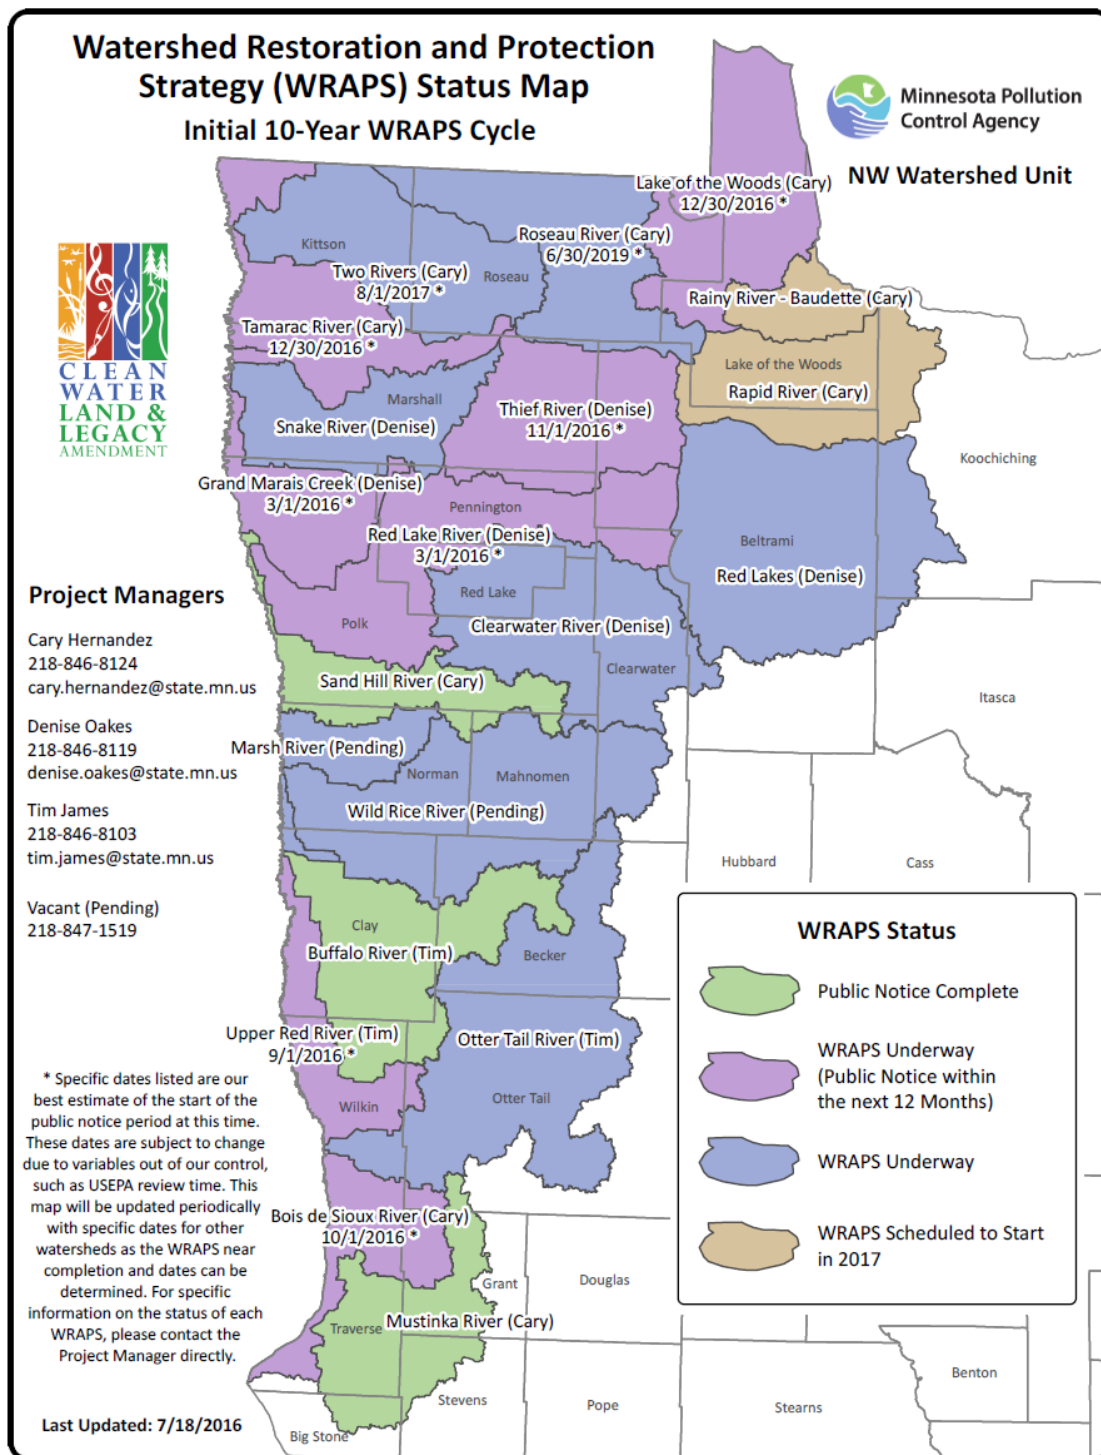 Watershed Restoration and Protection
Strategy (WRAPS) Status Map
Initial 10-Year WRAPS Cycle
Minnesota Pollution
Control Agency
NW Watershed Unit
CLEAN
WATER
LAND &
LEGACY
AMENDMENT
Lake of the Woods (Cary)
12/30/2016 *
Roseau River (Cary)
6/30/2019 *
Kittson
Roseau
Two Rivers (Cary)
8/1/2017 *
Rainy River - Baudette (Cary)
Tamarac River (Cary)
12/30/2016 *
Lake of the Woods
Rapid River (Cary)
Marshall
Thief River (Denise)
11/1/2016 *
Snake River (Denise)
Koochiching
Grand Marais Creek (Denise)
3/1/2016 *
Pennington
Red Lake River (Denise)
3/1/2016 *
Beltrami
Red Lakes (Denise)
Red Lake
Polk
Clearwater River (Denise)
Clearwater
Sand Hill River (Cary)
Itasca
Marsh River (Pending)
Norman
Mahnomen
Wild Rice River (Pending)
Hubbard
Cass
Clay
Buffalo River (Tim)
Becker
Upper Red River (Tim)
9/1/2016 *
Otter Tail River (Tim)
Otter Tail
Wilkin
Bois de Sioux River (Cary)
10/1/2016 *
Grant
Douglas
Traverse
Mustinka River (Cary)
Stevens
Pope
Stearns
Benton
Big Stone
Project Managers
Cary Hernandez
218-846-8124
cary.hernandez@state.mn.us
Denise Oakes
218-846-8119
denise.oakes@state.mn.us
Tim James
218-846-8103
tim.james@state.mn.us
Vacant (Pending)
218-847-1519
* Specific dates listed are our
best estimate of the start of the
public notice period at this time.
These dates are subject to change
due to variables out of our control,
such as USEPA review time. This
map will be updated periodically
with specific dates for other
watersheds as the WRAPS near
completion and dates can be
determined. For specific
information on the status of each
WRAPS, please contact the
Project Manager directly.
Last Updated: 7/18/2016
WRAPS Status
Public Notice Complete
WRAPS Underway
(Public Notice within
the next 12 Months)
WRAPS Underway
WRAPS Scheduled to Start
in 2017